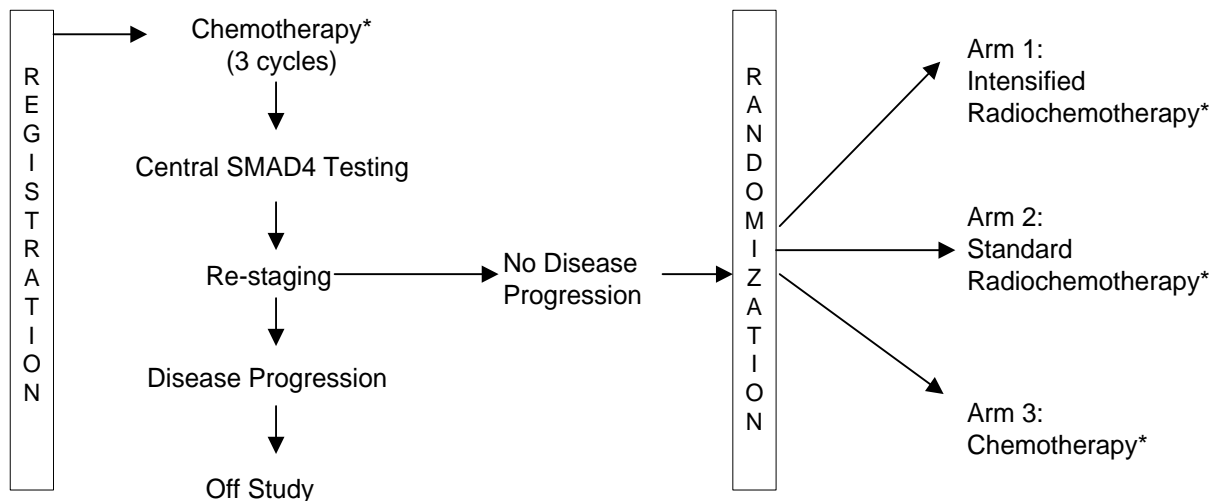 REGISTRATION
Chemotherapy*
(3 cycles)
Central SMAD4 Testing
Re-staging
Disease Progression
Off Study
No Disease
Progression
RANDOMIZATION
Arm 1:
Intensified
Radiochemotherapy*
Arm 2:
Standard
Radiochemotherapy*
Arm 3:
Chemotherapy*